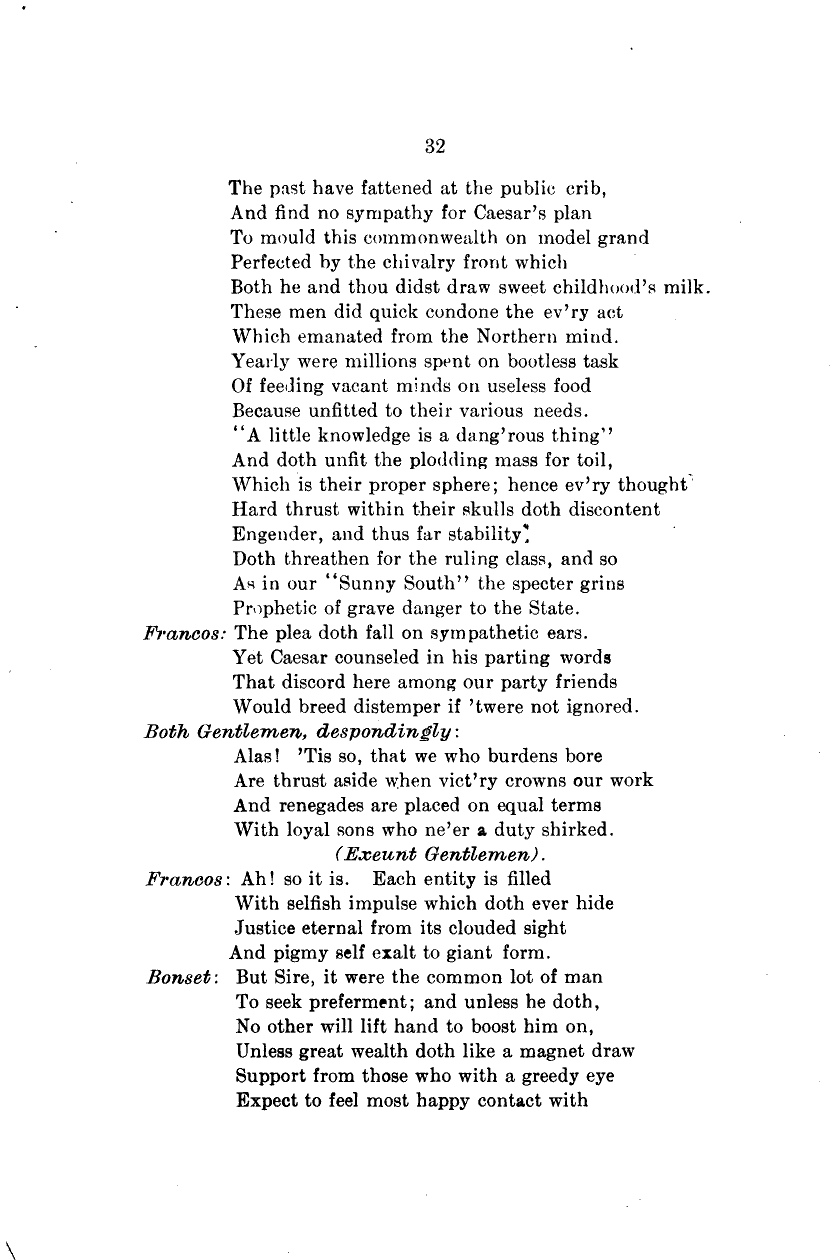 32
The past have fattened at the public crib,
And find no sympathy for Caesar's plan
To mould this commonwealth on model grand
Perfected by the chivalry front which
Both he and thou didst draw sweet childhood's milk.
These men did quick condone the ev'ry act
Which emanated from the Northern mind.
Yearly were millions spent on bootless task
Of feeding vacant minds on useless food
Because unfitted to their various needs.
"A little knowledge is a dang'rous thing"
And doth unfit the plodding mass for toil,
Which is their proper sphere; hence ev'ry thought
Hard thrust within their skulls doth discontent
Engender, and thus far stability;
Doth threathen for the ruling class, and so
As in our "Sunny South" the specter grins
Prophetic of grave danger to the State.
Francos: The plea doth fall on sympathetic ears.
Yet Caesar counseled in his parting words
That discord here among our party friends
Would breed distemper if 'twere not ignored.
Both Gentlemen, despondingly:
Alas! 'Tis so, that we who burdens bore
Are thrust aside when vict'ry crowns our work
And renegades are placed on equal terms
With loyal sons who ne'er a duty shirked.
(Exeunt Gentlemen).
Francos: Ah! so it is. Each entity is filled
With selfish impulse which doth ever hide
Justice eternal from its clouded sight
And pigmy self exalt to giant form.
Bonset: But Sire, it were the common lot of man
To seek preferment; and unless he doth,
No other will lift hand to boost him on,
Unless great wealth doth like a magnet draw
Support from those who with a greedy eye
Expect to feel most happy contact with